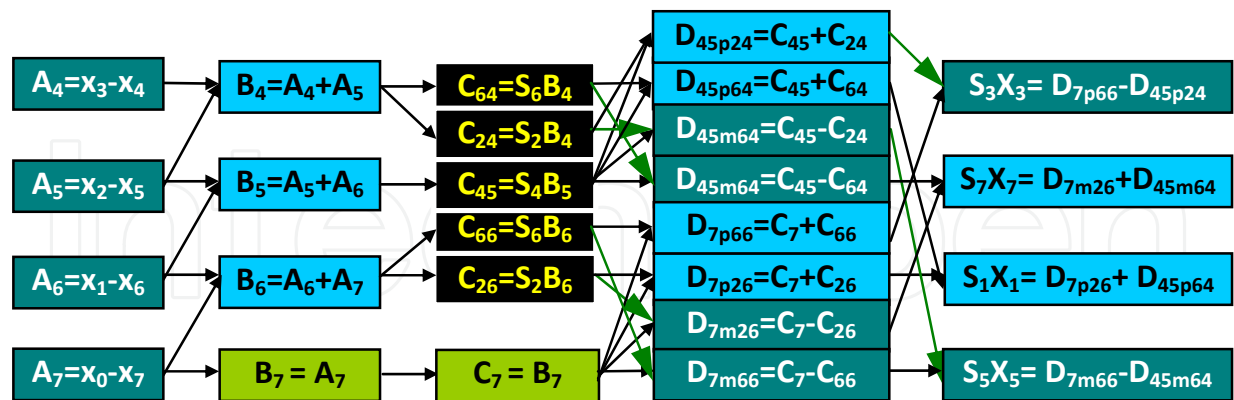 A₄=x₃-x₄
A₅=x₂-x₅
A₆=x₁-x₆
A₇=x₀-x₇
B₄=A₄+A₅
B₅=A₅+A₆
B₆=A₆+A₇
B₇ = A₇
C₆₄=S₆B₄
C₂₄=S₂B₄
C₄₅=S₄B₅
C₆₆=S₆B₆
C₂₆=S₂B₆
C₇ = B₇
D₄₅ₚ₂₄=C₄₅+C₂₄
D₄₅ₚ₆₄=C₄₅+C₆₄
D₄₅ₘ₆₄=C₄₅-C₂₄
D₄₅ₘ₆₄=C₄₅-C₆₄
D₇ₚ₆₆=C₇+C₆₆
D₇ₚ₂₆=C₇+C₂₆
D₇ₘ₂₆=C₇-C₂₆
D₇ₘ₆₆=C₇-C₆₆
S₃X₃= D₇ₚ₆₆-D₄₅ₚ₂₄
S₇X₇= D₇ₘ₂₆+D₄₅ₘ₆₄
S₁X₁= D₇ₚ₂₆+ D₄₅ₚ₆₄
S₅X₅= D₇ₘ₆₆-D₄₅ₘ₆₄